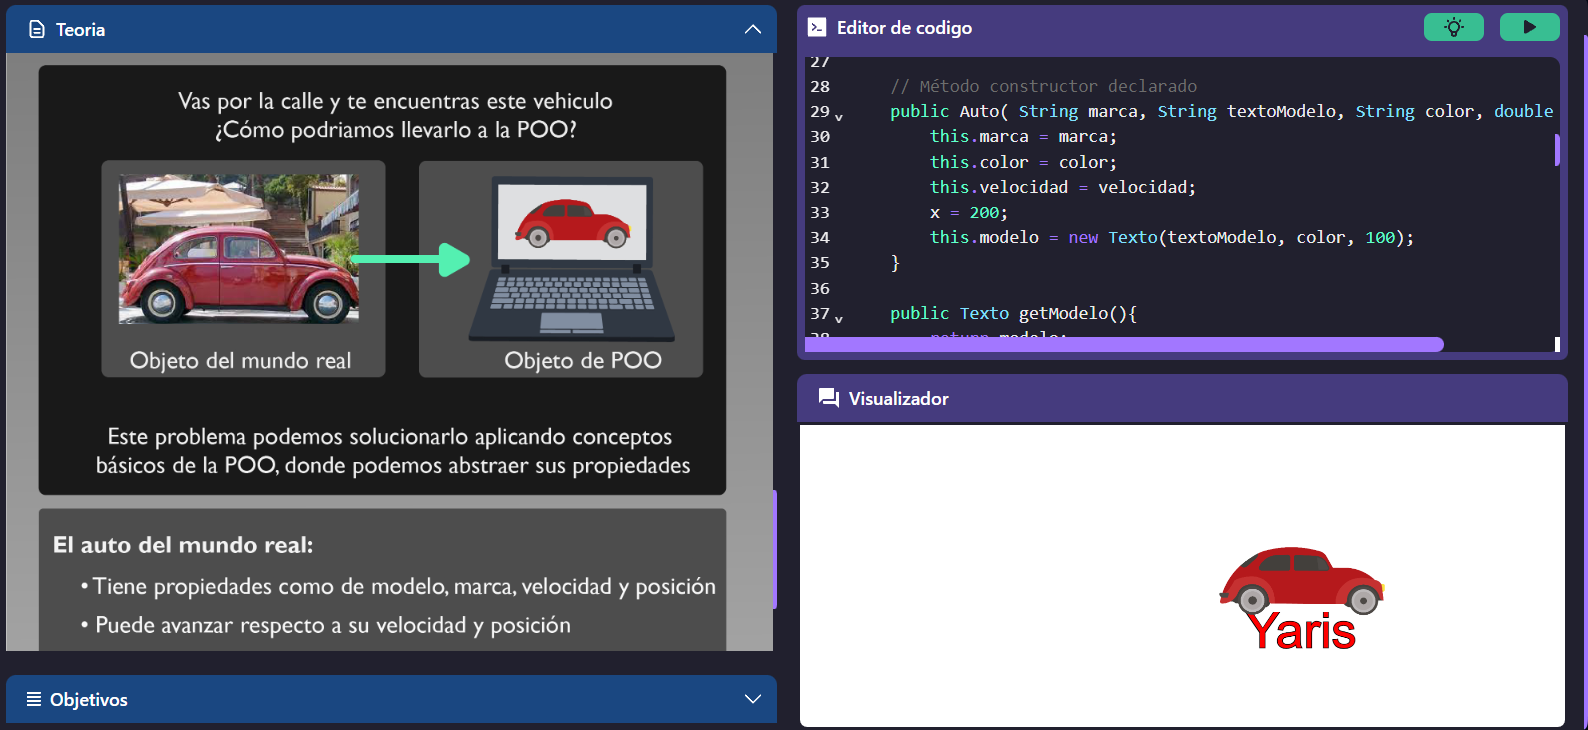 Teoria
Vas por la calle y te encuentras este vehiculo
¿Cómo podriamos llevarlo a la POO?
Objeto del mundo real
Objeto de POO
Este problema podemos solucionarlo aplicando conceptos
básicos de la POO, donde podemos abstraer sus propiedades
El auto del mundo real:
• Tiene propiedades como de modelo, marca, velocidad y posición
• Puede avanzar respecto a su velocidad y posición
Objetivos
Editor de codigo
27
28 // Método constructor declarado
29 public Auto( String marca, String textoModelo, String color, double
30 this.marca = marca;
31 this.color = color;
32 this.velocidad = velocidad;
33 x = 200;
34 this.modelo = new Texto(textoModelo, color, 100);
35 }
36
37 public Texto getModelo(){
38 return modelo;
Visualizador
Yaris